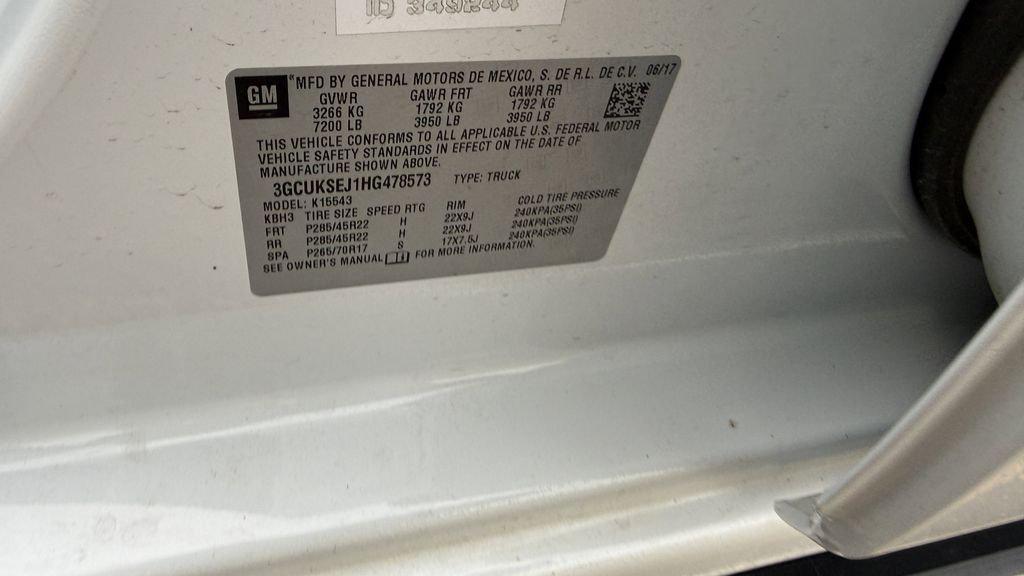 ID 349244
GM
"MFD BY GENERAL MOTORS DE MEXICO, S. DE R.L. DE C.V. 06/17
GVWR GAWR FRT GAWR RR
3266 KG 1792 KG 1792 KG
7200 LB 3950 LB 3950 LB
THIS VEHICLE CONFORMS TO ALL APPLICABLE U.S. FEDERAL MOTOR
VEHICLE SAFETY STANDARDS IN EFFECT ON THE DATE OF
MANUFACTURE SHOWN ABOVE.
3GCUKSEJ1HG478573 TYPE: TRUCK
MODEL: K15543
KBH3 TIRE SIZE SPEED RTG RIM COLD TIRE PRESSURE
FRT P285/45R22 H 22X9J 240KPA(35PSI)
RR P285/45R22 H 22X9J 240KPA(35PSI)
SPA P265/70R17 S 17X7.5J 240KPA(35PSI)
SEE OWNER'S MANUAL FOR MORE INFORMATION.